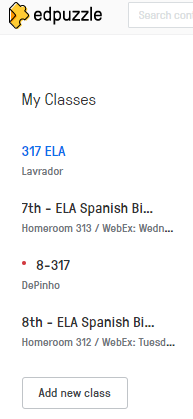 edpuzzle
Search cont
My Classes
317 ELA
Lavrador
7th - ELA Spanish Bi...
Homeroom 313 / WebEx: Wedn...
8-317
DePinho
8th - ELA Spanish Bi...
Homeroom 312 / WebEx: Tuesd...
Add new class